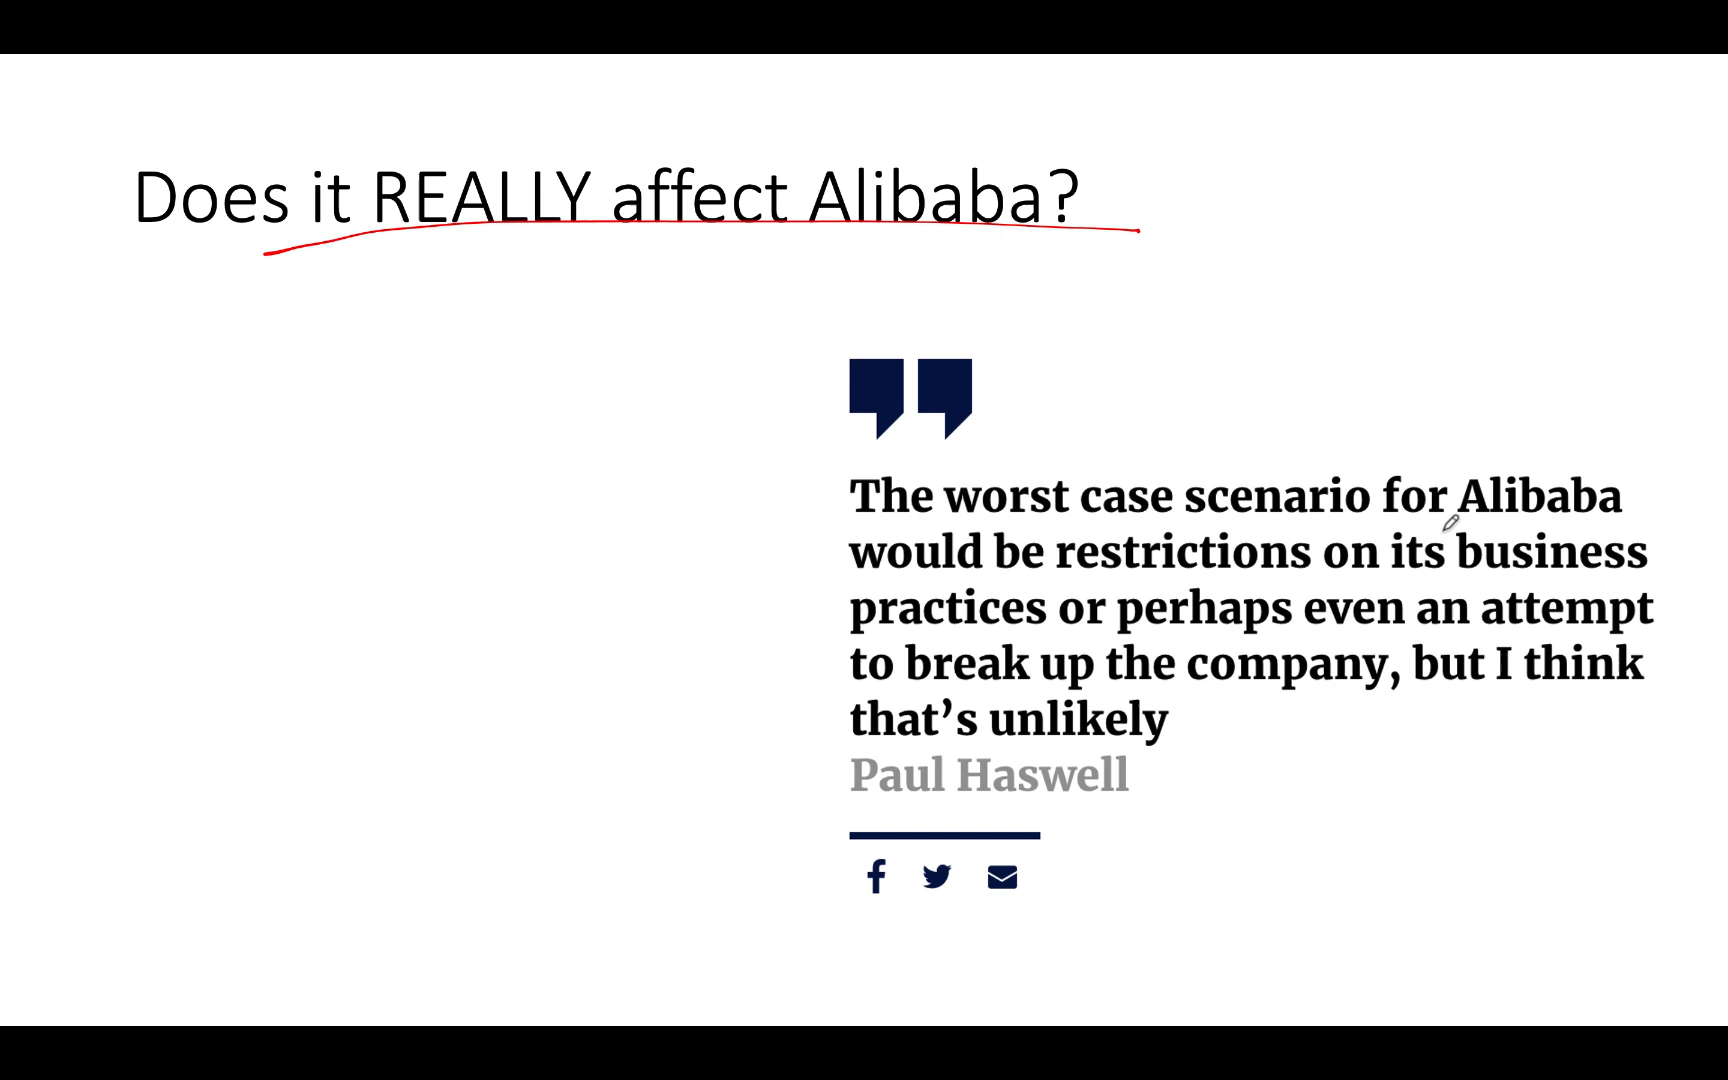 Does it REALLY affect Alibaba?
The worst case scenario for Alibaba
would be restrictions on its business
practices or perhaps even an attempt
to break up the company, but I think
that’s unlikely
Paul Haswell